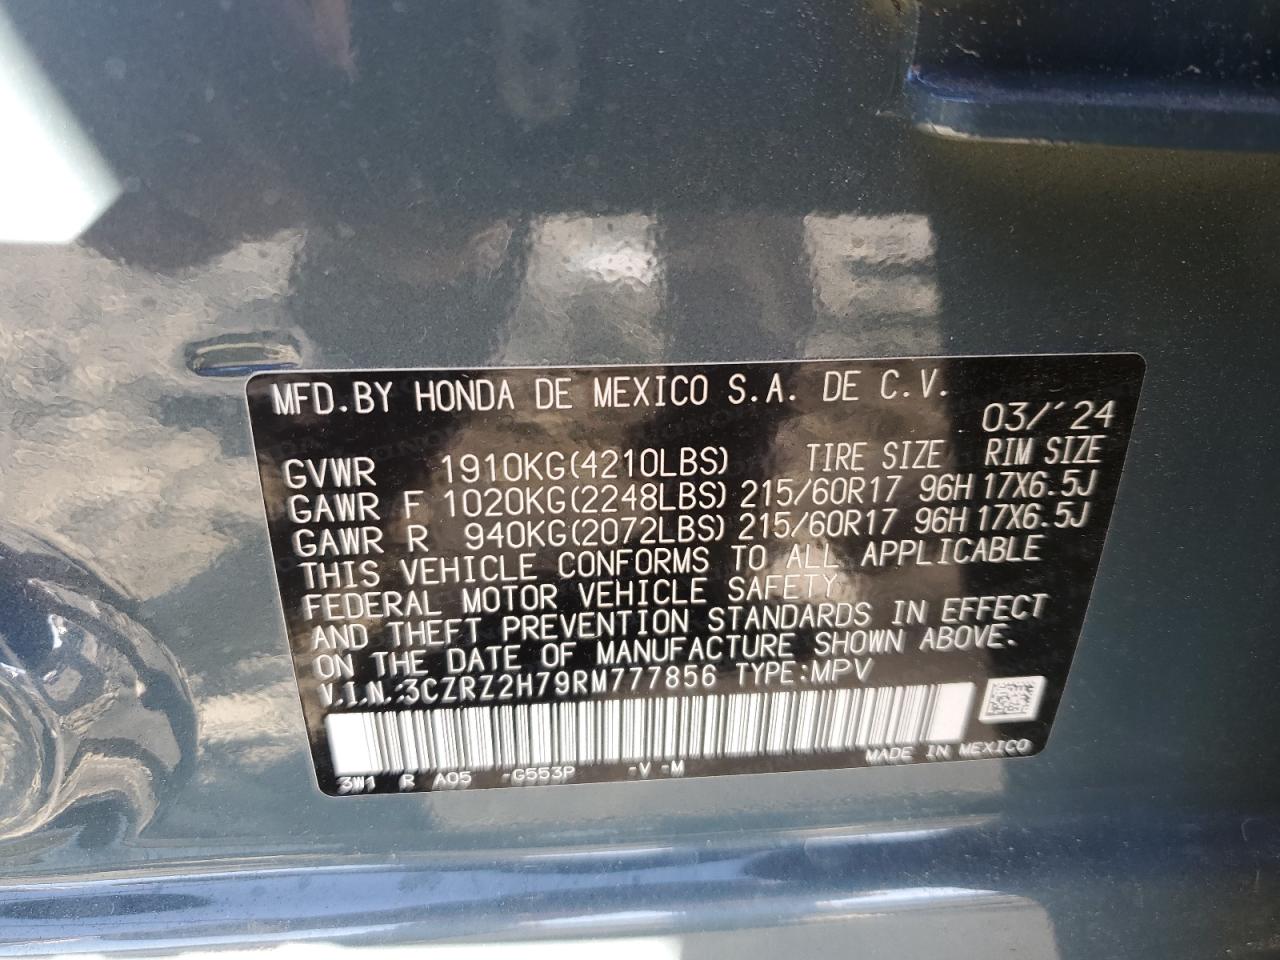 MFD.BY HONDA DE MEXICO S.A. DE C.V.
03/´24
GVWR 1910KG(4210LBS) TIRE SIZE RIM SIZE
GAWR F 1020KG(2248LBS) 215/60R17 96H 17X6.5J
GAWR R 940KG(2072LBS) 215/60R17 96H 17X6.5J
THIS VEHICLE CONFORMS TO ALL APPLICABLE
FEDERAL MOTOR VEHICLE SAFETY
AND THEFT PREVENTION STANDARDS IN EFFECT
ON THE DATE OF MANUFACTURE SHOWN ABOVE.
V.I.N.:3CZRZ2H79RM777856 TYPE:MPV
MADE IN MEXICO
3W1 R A05 -G553P -V -M